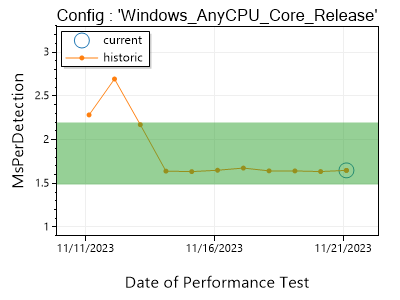 Config : 'Windows_AnyCPU_Core_Release'
current
historic
3
2.5
2
1.5
1
MsPerDetection
11/11/2023
11/16/2023
11/21/2023
Date of Performance Test